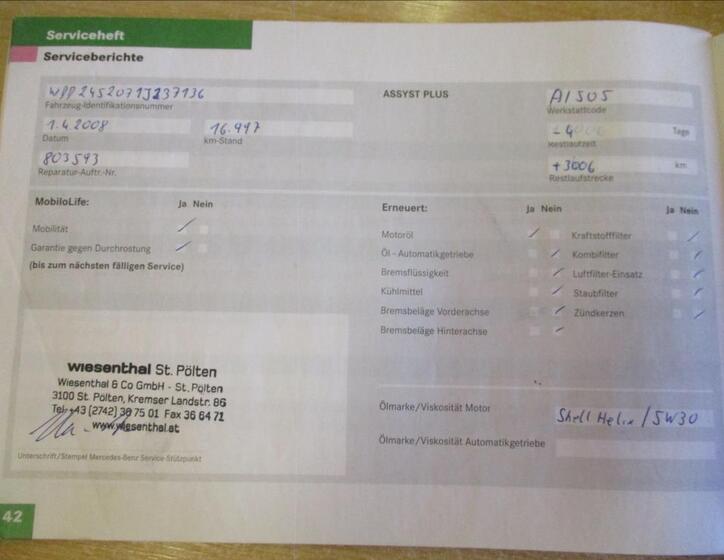 Serviceheft
Serviceberichte
WDD2452071J237136
Fahrzeug-Identifikationsnummer
1.4.2008
Datum
16.997
km-Stand
803593
Reparatur-Auftr.-Nr.
ASSYST PLUS
A1505
Werkstattcode
Tage
Restlaufzeit
+3006 km
Restlaufstrecke
MobiloLife: Ja Nein
Mobilität
Garantie gegen Durchrostung
(bis zum nächsten fälligen Service)
Erneuert: Ja Nein
Motoröl
Öl - Automatikgetriebe
Bremsflüssigkeit
Kühlmittel
Bremsbeläge Vorderachse
Bremsbeläge Hinterachse
Ja Nein
Kraftstofffilter
Kombifilter
Luftfilter-Einsatz
Staubfilter
Zündkerzen
wiesenthal St. Pölten
Wiesenthal & Co GmbH - St. Pölten
3100 St. Pölten, Kremser Landstr. 86
Tel. +43 (2742) 36 75 01 Fax 36 64 71
www.wiesenthal.at
Unterschrift/Stempel Mercedes-Benz Service-Stützpunkt
Ölmarke/Viskosität Motor
Shell Helix/5W30
Ölmarke/Viskosität Automatikgetriebe
42